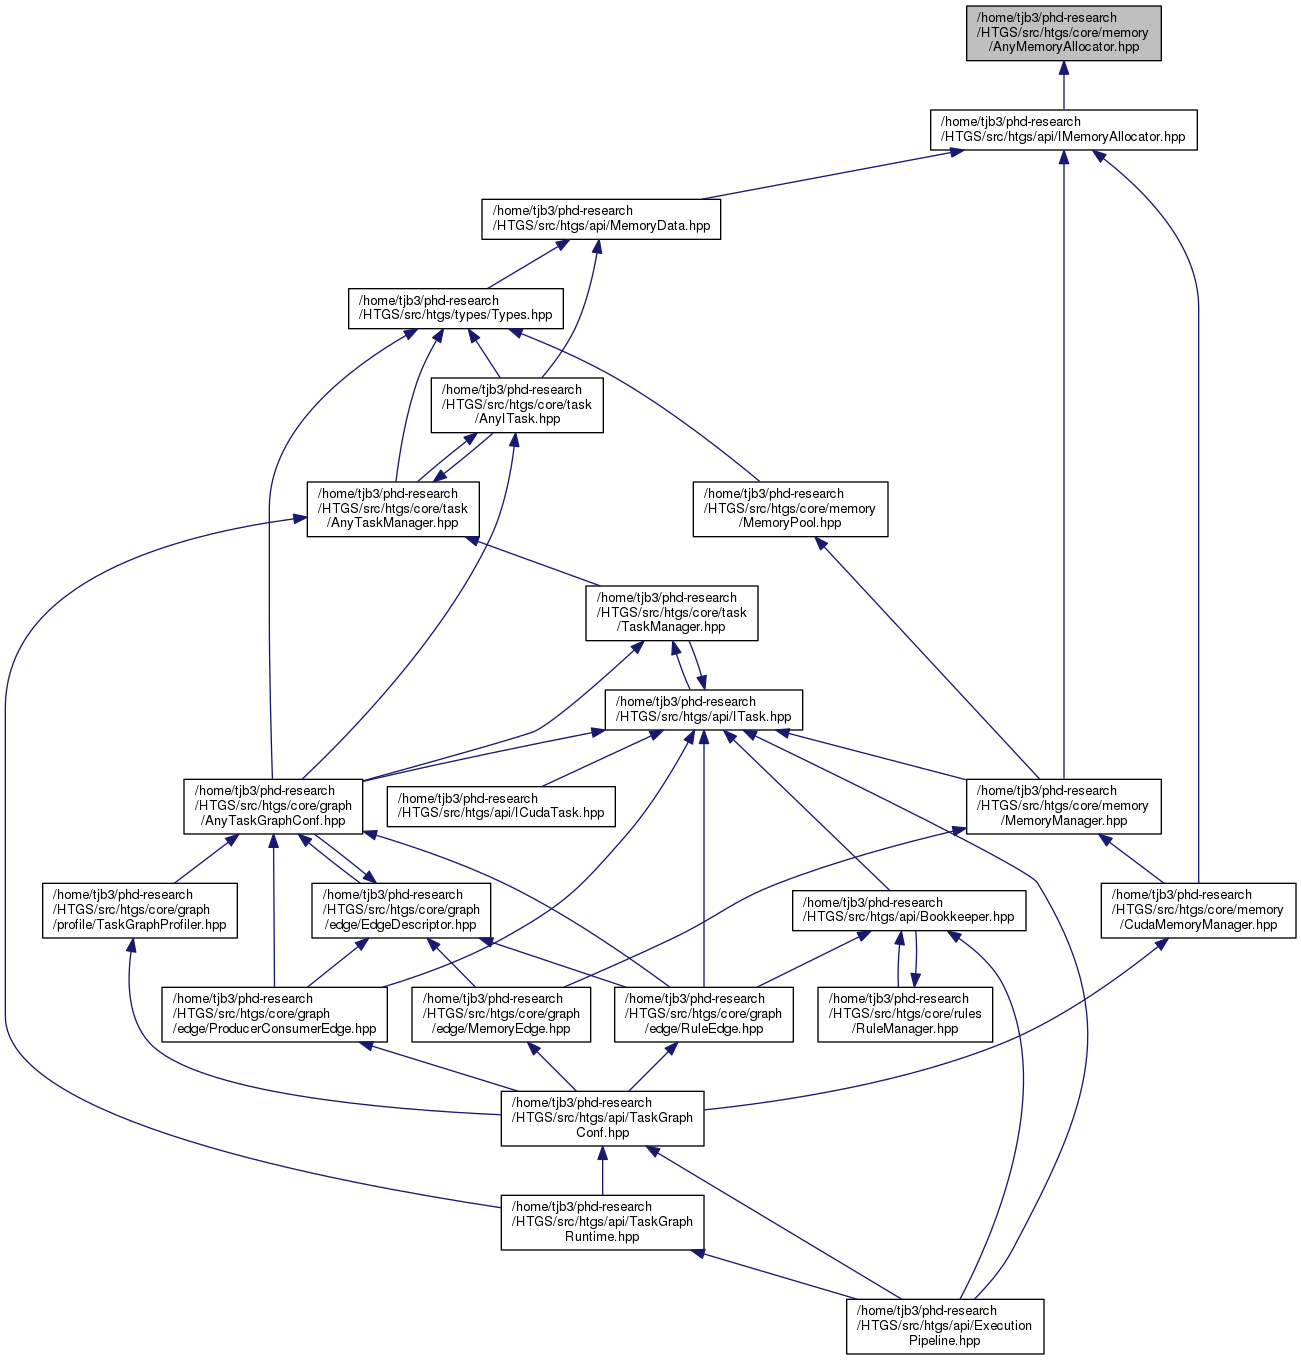 /home/tjb3/phd-research
/HTGS/src/htgs/core/memory
/AnyMemoryAllocator.hpp
/home/tjb3/phd-research
/HTGS/src/htgs/api/IMemoryAllocator.hpp
/home/tjb3/phd-research
/HTGS/src/htgs/api/MemoryData.hpp
/home/tjb3/phd-research
/HTGS/src/htgs/types/Types.hpp
/home/tjb3/phd-research
/HTGS/src/htgs/core/task
/AnyITask.hpp
/home/tjb3/phd-research
/HTGS/src/htgs/core/task
/AnyTaskManager.hpp
/home/tjb3/phd-research
/HTGS/src/htgs/core/memory
/MemoryPool.hpp
/home/tjb3/phd-research
/HTGS/src/htgs/core/task
/TaskManager.hpp
/home/tjb3/phd-research
/HTGS/src/htgs/api/ITask.hpp
/home/tjb3/phd-research
/HTGS/src/htgs/core/graph
/AnyTaskGraphConf.hpp
/home/tjb3/phd-research
/HTGS/src/htgs/api/ICudaTask.hpp
/home/tjb3/phd-research
/HTGS/src/htgs/core/memory
/MemoryManager.hpp
/home/tjb3/phd-research
/HTGS/src/htgs/core/graph
/profile/TaskGraphProfiler.hpp
/home/tjb3/phd-research
/HTGS/src/htgs/core/graph
/edge/EdgeDescriptor.hpp
/home/tjb3/phd-research
/HTGS/src/htgs/api/Bookkeeper.hpp
/home/tjb3/phd-research
/HTGS/src/htgs/core/memory
/CudaMemoryManager.hpp
/home/tjb3/phd-research
/HTGS/src/htgs/core/graph
/edge/ProducerConsumerEdge.hpp
/home/tjb3/phd-research
/HTGS/src/htgs/core/graph
/edge/MemoryEdge.hpp
/home/tjb3/phd-research
/HTGS/src/htgs/core/graph
/edge/RuleEdge.hpp
/home/tjb3/phd-research
/HTGS/src/htgs/core/rules
/RuleManager.hpp
/home/tjb3/phd-research
/HTGS/src/htgs/api/TaskGraph
Conf.hpp
/home/tjb3/phd-research
/HTGS/src/htgs/api/TaskGraph
Runtime.hpp
/home/tjb3/phd-research
/HTGS/src/htgs/api/Execution
Pipeline.hpp